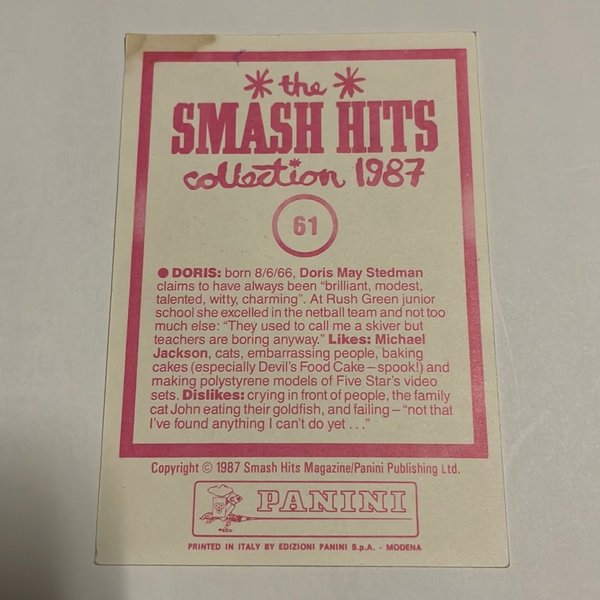 * the *
SMASH HITS
collection 1987
61
● DORIS: born 8/6/66, Doris May Stedman
claims to have always been "brilliant, modest,
talented, witty, charming". At Rush Green junior
school she excelled in the netball team and not too
much else: "They used to call me a skiver but
teachers are boring anyway." Likes: Michael
Jackson, cats, embarrassing people, baking
cakes (especially Devil's Food Cake – spook!) and
making polystyrene models of Five Star's video
sets. Dislikes: crying in front of people, the family
cat John eating their goldfish, and failing – "not that
I've found anything I can't do yet . . ."
Copyright © 1987 Smash Hits Magazine/Panini Publishing Ltd.
PANINI
PRINTED IN ITALY BY EDIZIONI PANINI S.p.A. - MODENA